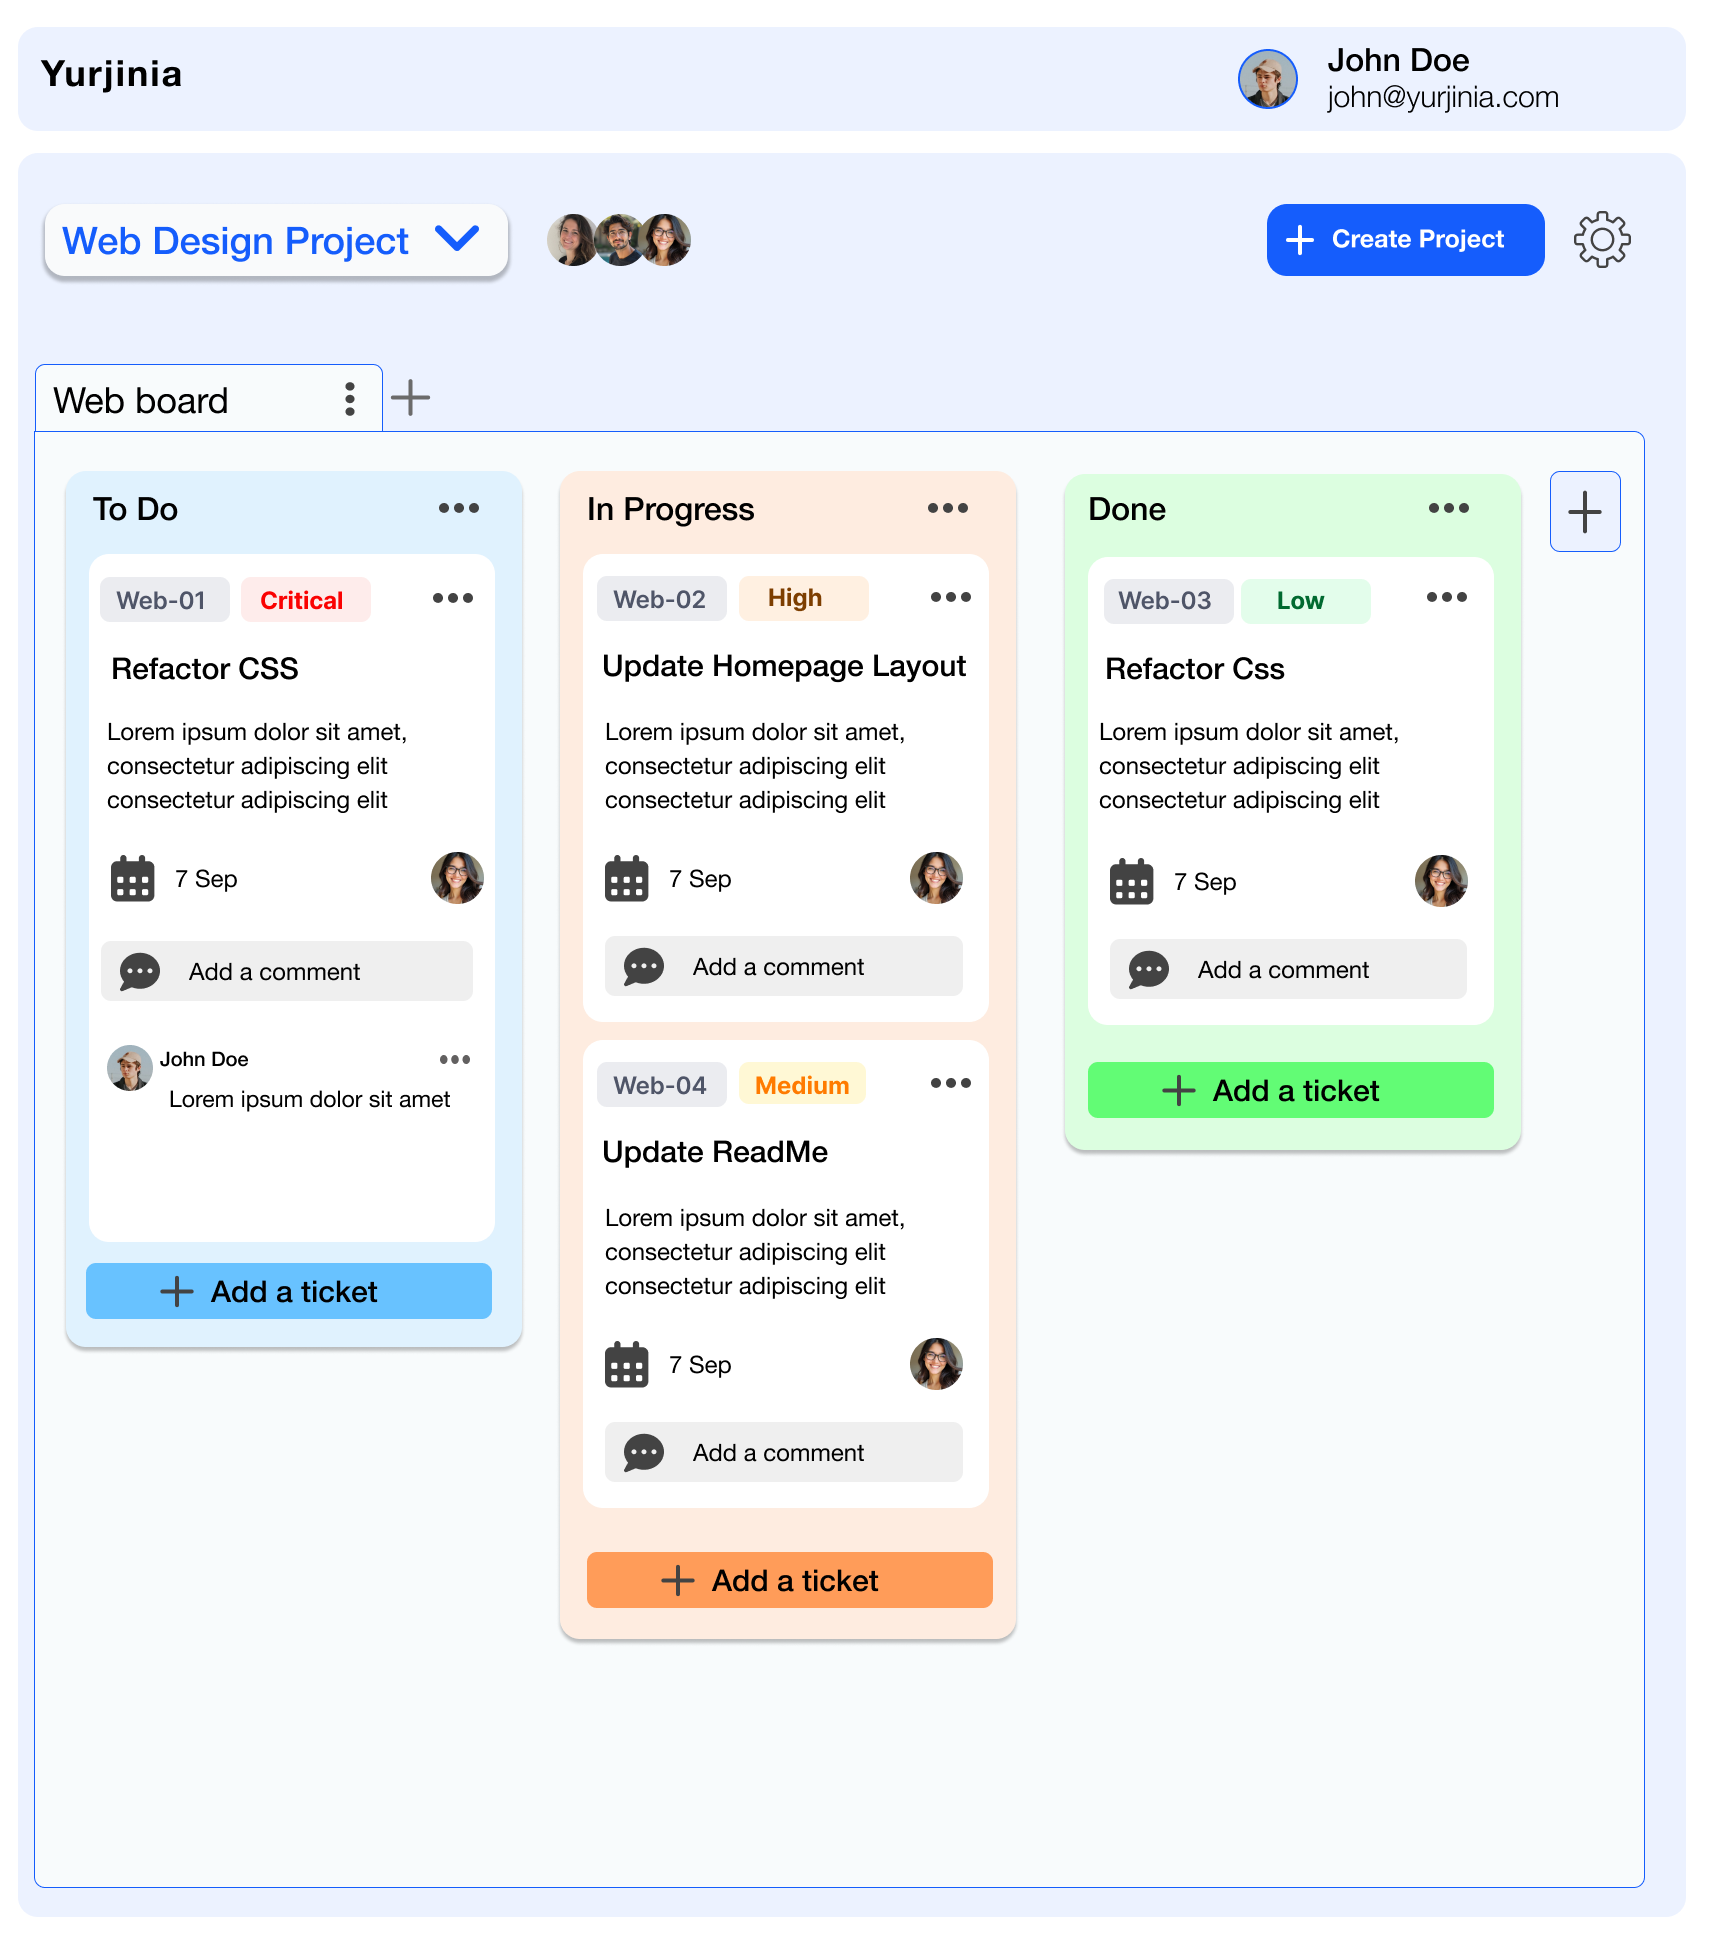 Yurjinia
John Doe
john@yurjinia.com
Web Design Project
Create Project
Web board
To Do
Web-01
Critical
Refactor CSS
Lorem ipsum dolor sit amet,
consectetur adipiscing elit
consectetur adipiscing elit
7 Sep
Add a comment
John Doe
Lorem ipsum dolor sit amet
Add a ticket
In Progress
Web-02
High
Update Homepage Layout
Lorem ipsum dolor sit amet,
consectetur adipiscing elit
consectetur adipiscing elit
7 Sep
Add a comment
Web-04
Medium
Update ReadMe
Lorem ipsum dolor sit amet,
consectetur adipiscing elit
consectetur adipiscing elit
7 Sep
Add a comment
Add a ticket
Done
Web-03
Low
Refactor Css
Lorem ipsum dolor sit amet,
consectetur adipiscing elit
consectetur adipiscing elit
7 Sep
Add a comment
Add a ticket